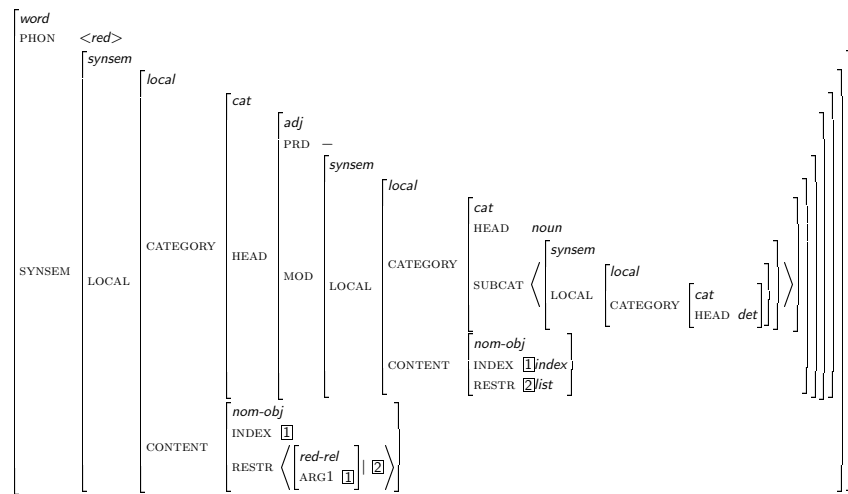 word
PHON <red>
synsem
local
cat
adj
PRD −
synsem
local
cat
HEAD noun
synsem
local
cat
HEAD det
CATEGORY
LOCAL
SUBCAT
CATEGORY
MOD
LOCAL
HEAD
CATEGORY
LOCAL
SYNSEM
nom-obj
INDEX 1 index
RESTR 2 list
CONTENT
nom-obj
INDEX 1
CONTENT
red-rel
ARG1 1
RESTR | 2